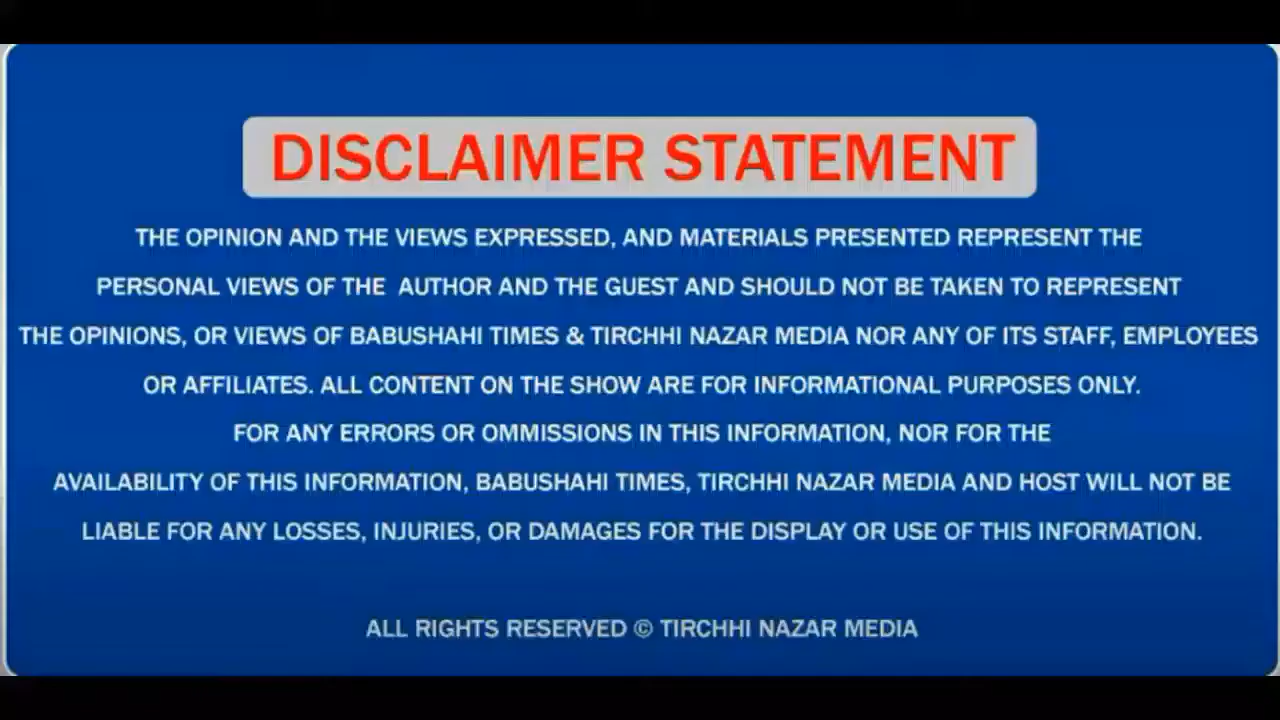 DISCLAIMER STATEMENT
THE OPINION AND THE VIEWS EXPRESSED, AND MATERIALS PRESENTED REPRESENT THE
PERSONAL VIEWS OF THE AUTHOR AND THE GUEST AND SHOULD NOT BE TAKEN TO REPRESENT
THE OPINIONS, OR VIEWS OF BABUSHAHI TIMES & TIRCHHI NAZAR MEDIA NOR ANY OF ITS STAFF, EMPLOYEES
OR AFFILIATES. ALL CONTENT ON THE SHOW ARE FOR INFORMATIONAL PURPOSES ONLY.
FOR ANY ERRORS OR OMMISSIONS IN THIS INFORMATION, NOR FOR THE
AVAILABILITY OF THIS INFORMATION, BABUSHAHI TIMES, TIRCHHI NAZAR MEDIA AND HOST WILL NOT BE
LIABLE FOR ANY LOSSES, INJURIES, OR DAMAGES FOR THE DISPLAY OR USE OF THIS INFORMATION.
ALL RIGHTS RESERVED © TIRCHHI NAZAR MEDIA